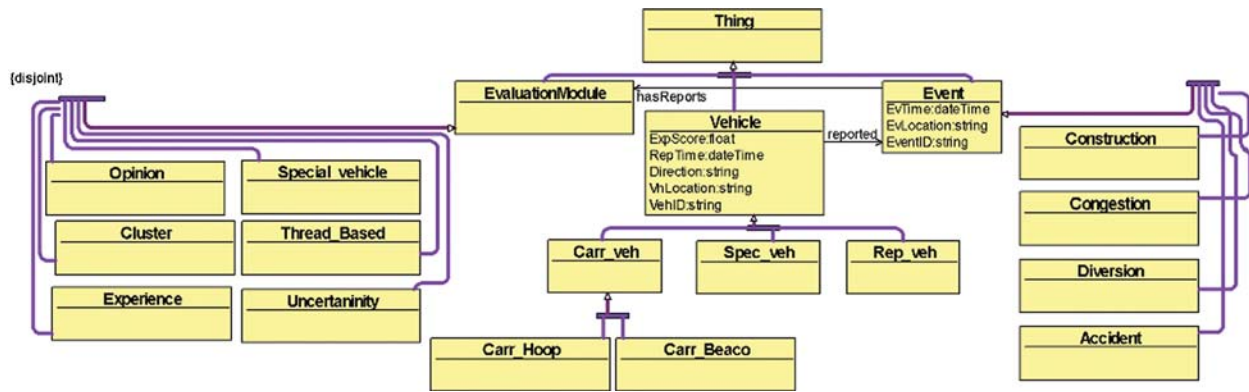 Thing
{disjoint}
EvaluationModule
hasReports
Event
EvTime:dateTime
EvLocation:string
EventID:string
Vehicle
ExpScore:float
RepTime:dateTime
Direction:string
VhLocation:string
VehID:string
reported
Construction
Congestion
Diversion
Accident
Opinion
Special_vehicle
Cluster
Thread_Based
Experience
Uncertaninity
Carr_veh
Spec_veh
Rep_veh
Carr_Hoop
Carr_Beaco